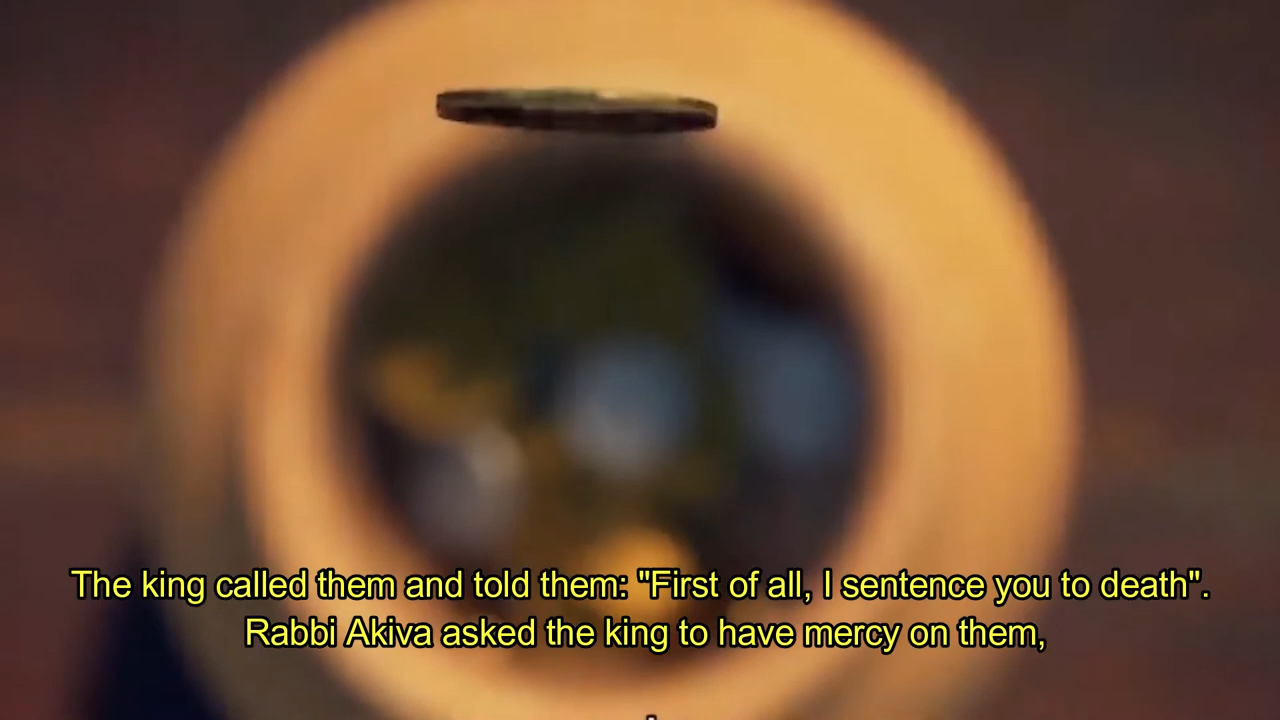 The king called them and told them: "First of all, I sentence you to death".
Rabbi Akiva asked the king to have mercy on them,